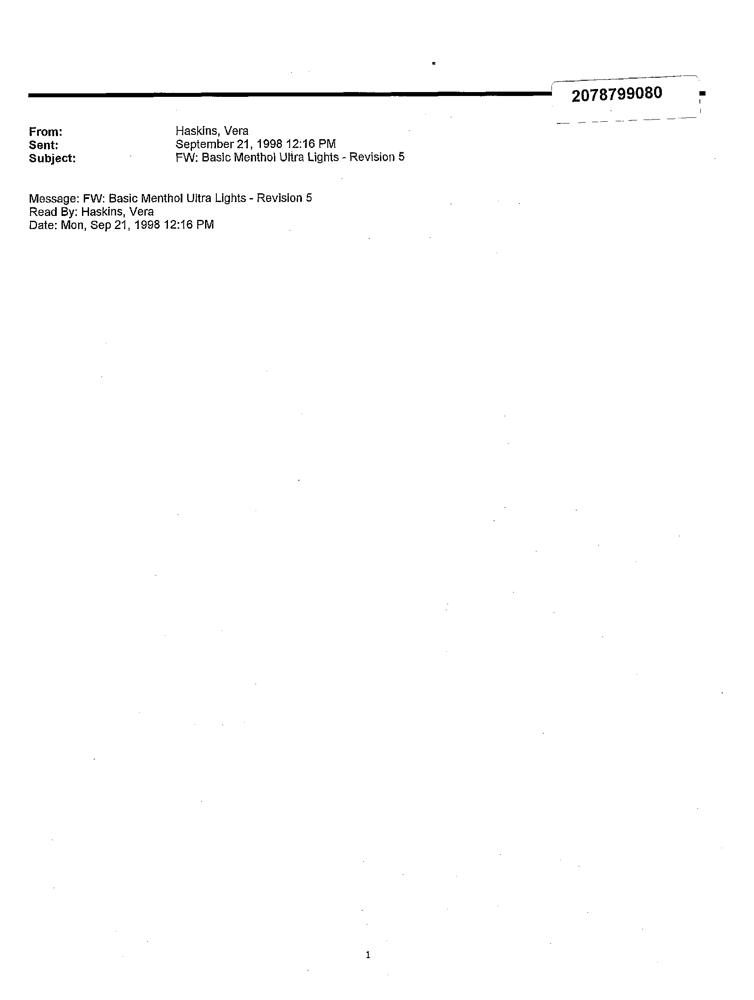 2078799080
From: Haskins, Vera
Sent: September 21, 1998 12:16 PM
Subject: FW: Basic Menthol Ultra Lights - Revision 5
Message: FW: Basic Menthol Ultra Lights - Revision 5
Read By: Haskins, Vera
Date: Mon, Sep 21, 1998 12:16 PM
1